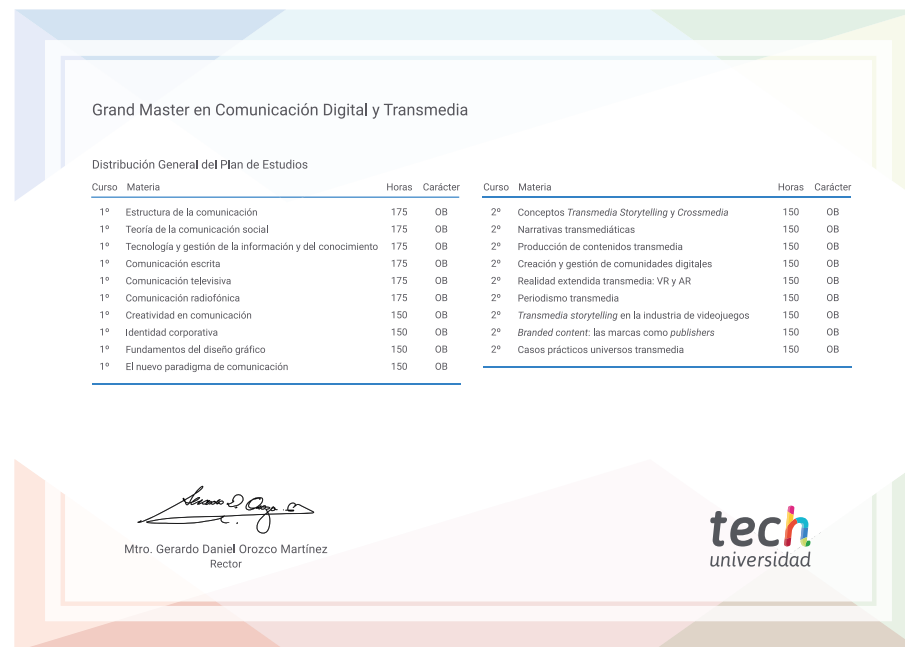 Grand Master en Comunicación Digital y Transmedia
Distribución General del Plan de Estudios
Curso Materia Horas Carácter
1º Estructura de la comunicación 175 OB
1º Teoría de la comunicación social 175 OB
1º Tecnología y gestión de la información y del conocimiento 175 OB
1º Comunicación escrita 175 OB
1º Comunicación televisiva 175 OB
1º Comunicación radiofónica 175 OB
1º Creatividad en comunicación 150 OB
1º Identidad corporativa 150 OB
1º Fundamentos del diseño gráfico 150 OB
1º El nuevo paradigma de comunicación 150 OB
Curso Materia Horas Carácter
2º Conceptos Transmedia Storytelling y Crossmedia 150 OB
2º Narrativas transmediáticas 150 OB
2º Producción de contenidos transmedia 150 OB
2º Creación y gestión de comunidades digitales 150 OB
2º Realidad extendida transmedia: VR y AR 150 OB
2º Periodismo transmedia 150 OB
2º Transmedia storytelling en la industria de videojuegos 150 OB
2º Branded content: las marcas como publishers 150 OB
2º Casos prácticos universos transmedia 150 OB
Mtro. Gerardo Daniel Orozco Martínez
Rector
tech
universidad